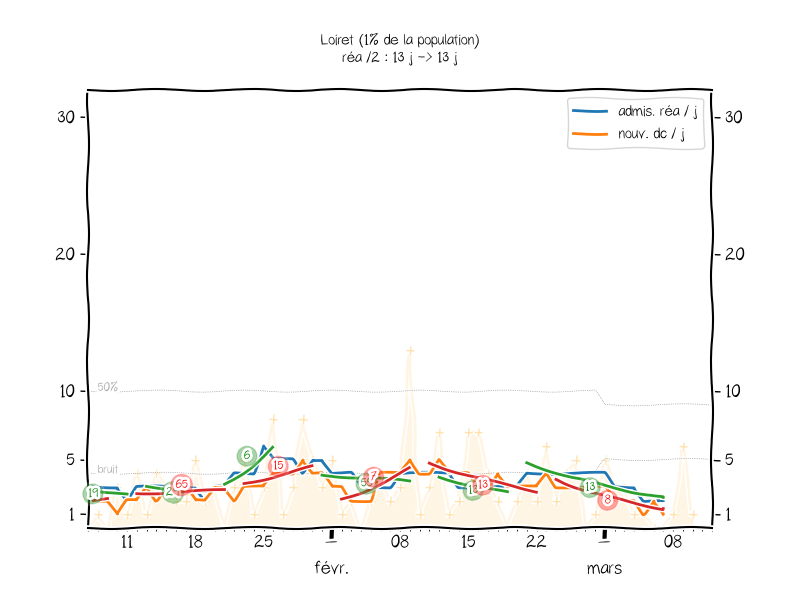 Loiret (1% de la population)
réa /2 : 13 j -> 13 j
admis. réa / j
nouv. dc / j
30 30
20 20
10 50% 10
5 bruit 5
1 1
6
15
65
19
13
13
8
11 18 25 1 08 15 22 1 08
févr. mars